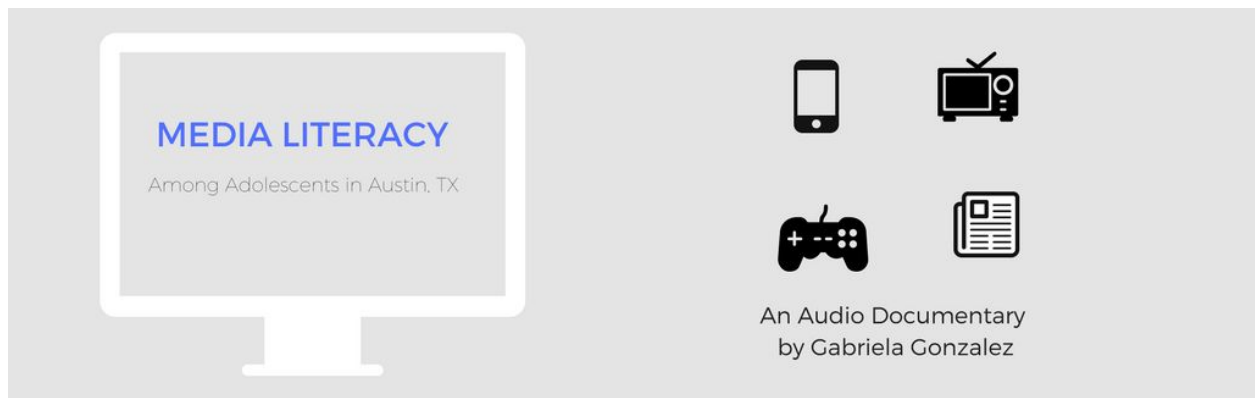 MEDIA LITERACY
Among Adolescents in Austin, TX
An Audio Documentary
by Gabriela Gonzalez